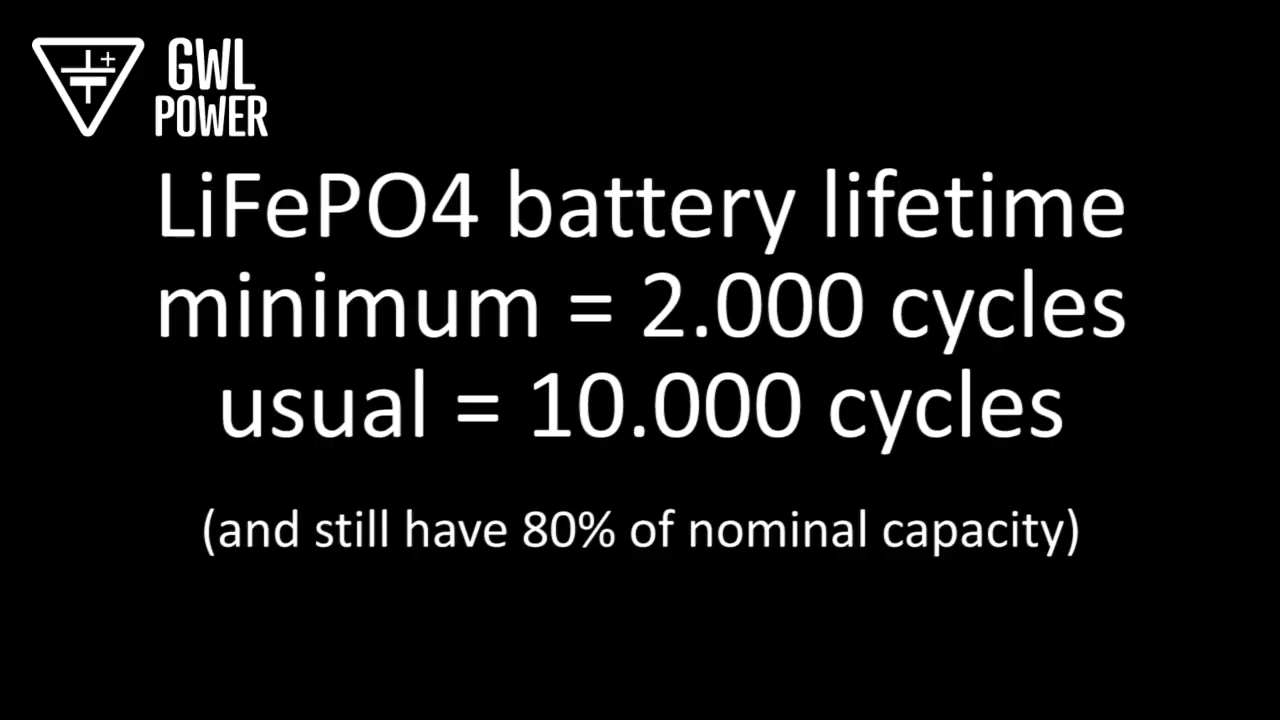 GWL
POWER
LiFePO4 battery lifetime
minimum = 2.000 cycles
usual = 10.000 cycles
(and still have 80% of nominal capacity)